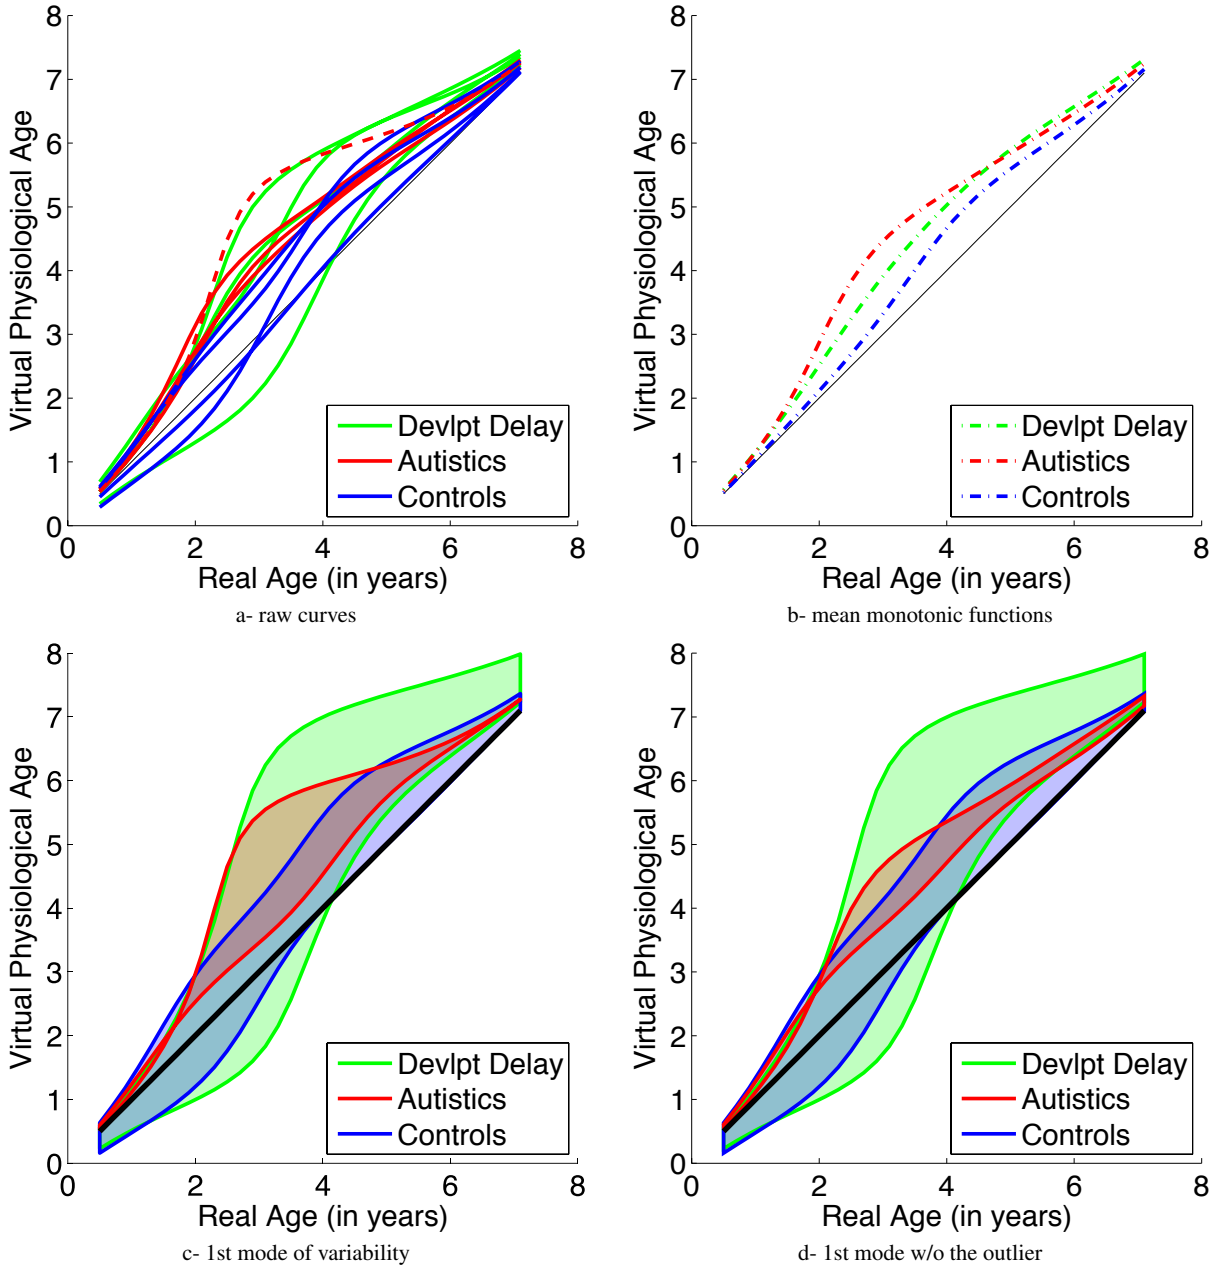 8
7
6
5
4
3
2
1
0
Virtual Physiological Age
Devlpt Delay
Autistics
Controls
0 2 4 6 8
Real Age (in years)
a- raw curves
8
7
6
5
4
3
2
1
0
Virtual Physiological Age
Devlpt Delay
Autistics
Controls
0 2 4 6 8
Real Age (in years)
b- mean monotonic functions
8
7
6
5
4
3
2
1
0
Virtual Physiological Age
Devlpt Delay
Autistics
Controls
0 2 4 6 8
Real Age (in years)
c- 1st mode of variability
8
7
6
5
4
3
2
1
0
Virtual Physiological Age
Devlpt Delay
Autistics
Controls
0 2 4 6 8
Real Age (in years)
d- 1st mode w/o the outlier